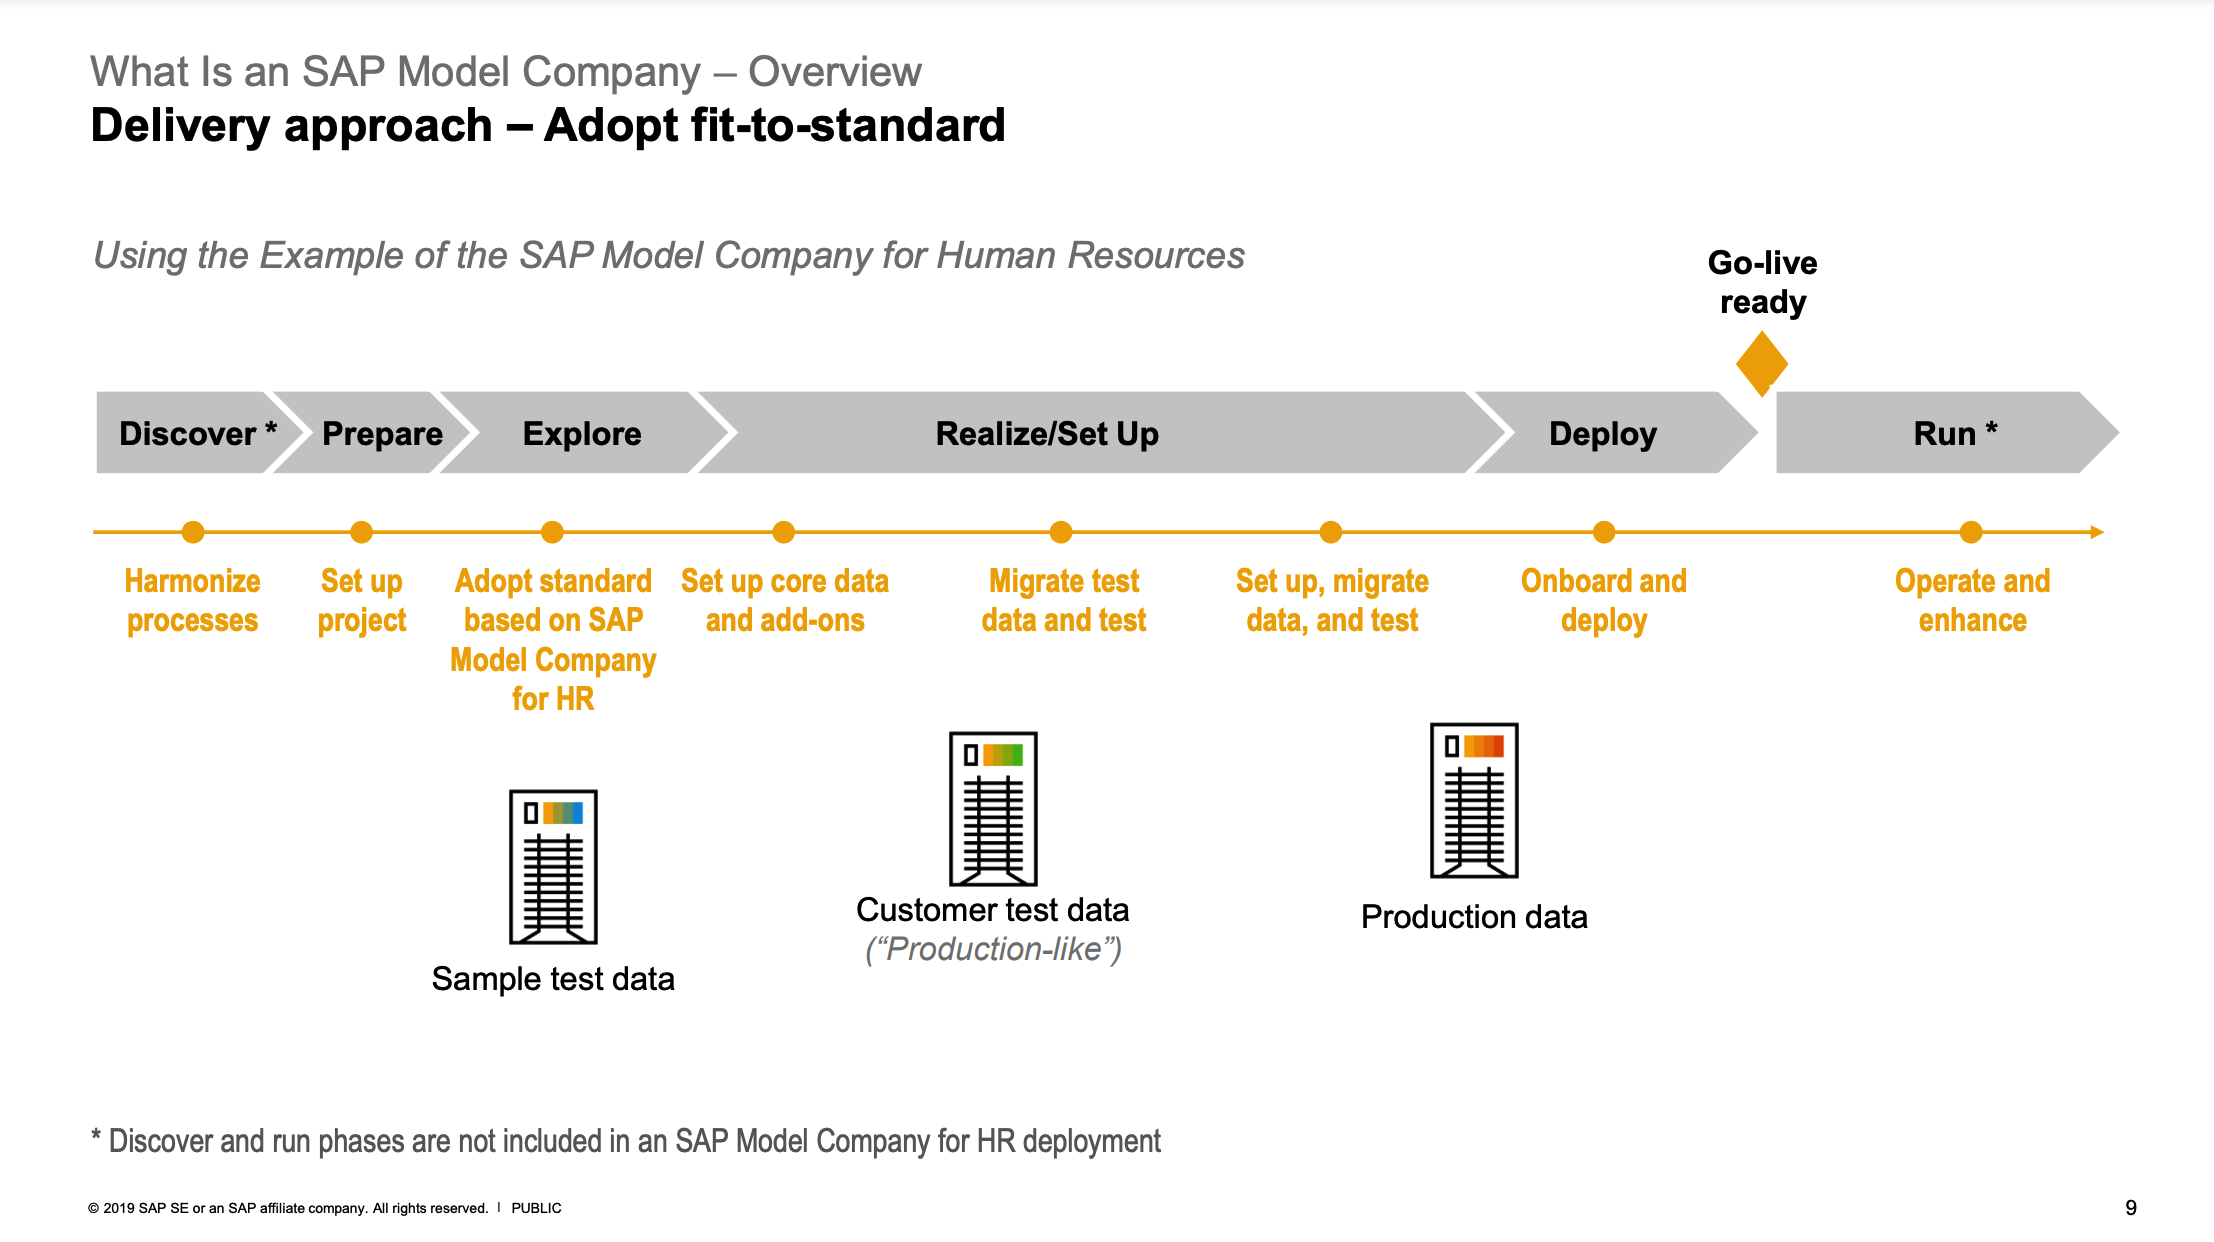 What Is an SAP Model Company – Overview
Delivery approach – Adopt fit-to-standard
Using the Example of the SAP Model Company for Human Resources
Go-live
ready
Discover *
Prepare
Explore
Realize/Set Up
Deploy
Run *
Harmonize
processes
Set up
project
Adopt standard
based on SAP
Model Company
for HR
Set up core data
and add-ons
Migrate test
data and test
Set up, migrate
data, and test
Onboard and
deploy
Operate and
enhance
Sample test data
Customer test data
(“Production-like”)
Production data
* Discover and run phases are not included in an SAP Model Company for HR deployment
© 2019 SAP SE or an SAP affiliate company. All rights reserved. I PUBLIC
9